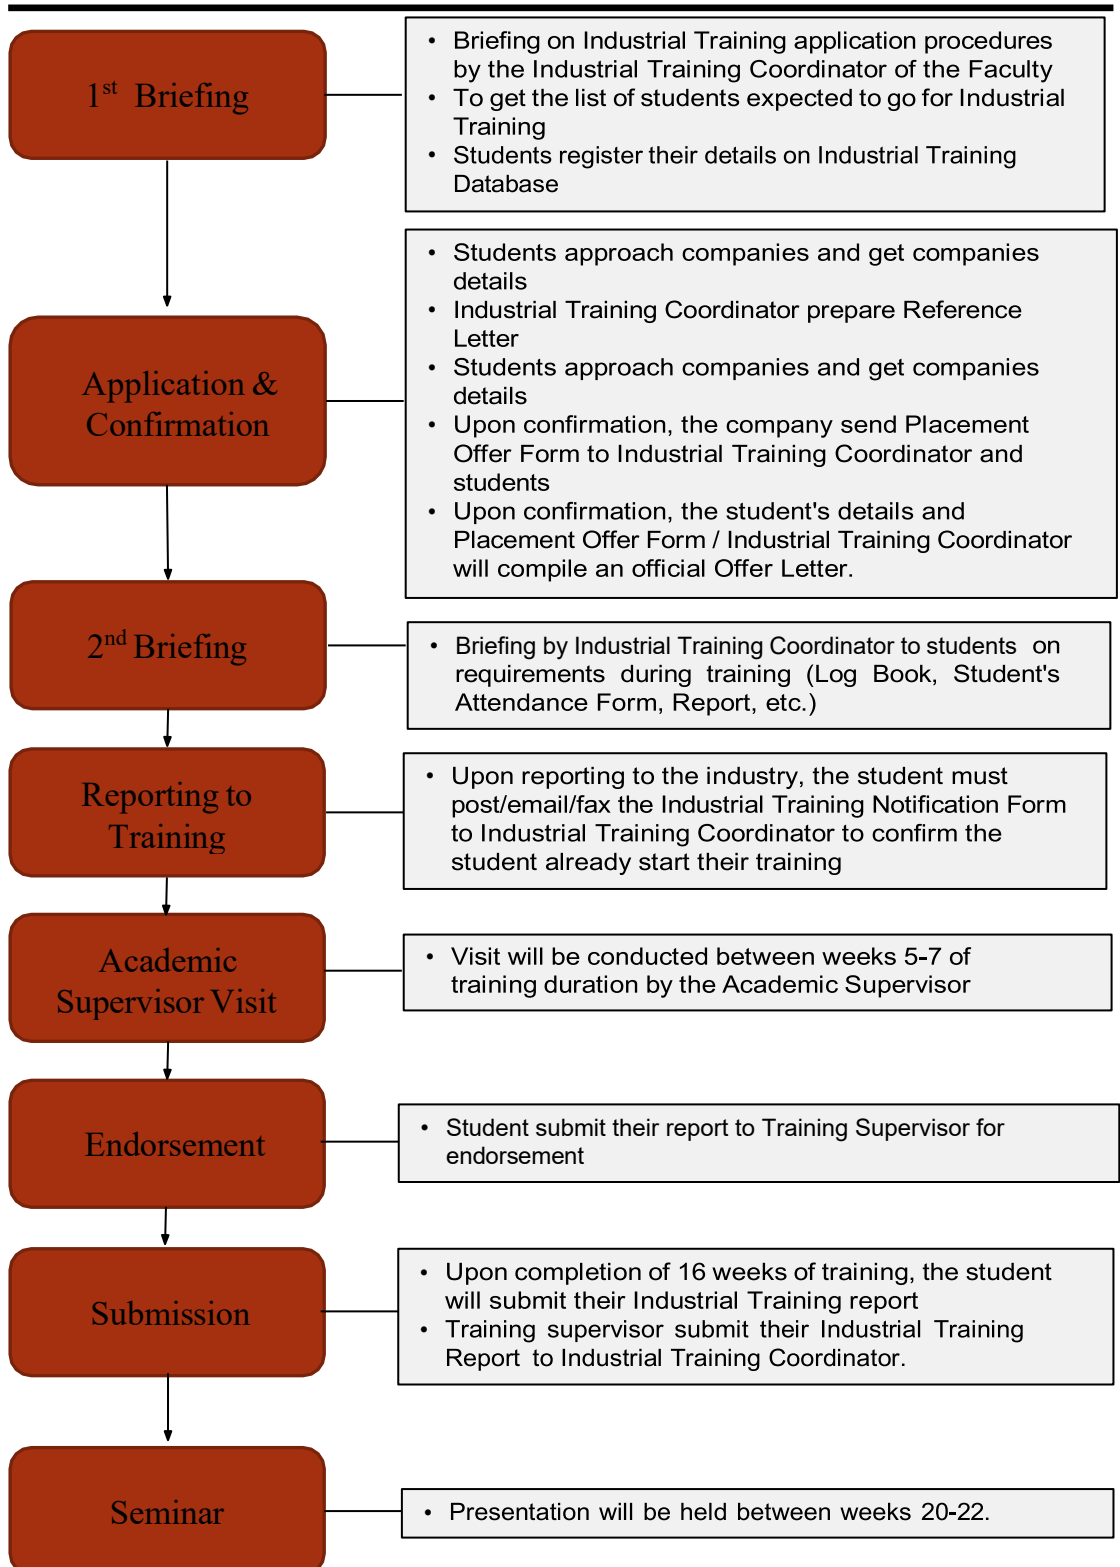 1st Briefing
• Briefing on Industrial Training application procedures
by the Industrial Training Coordinator of the Faculty
• To get the list of students expected to go for Industrial
Training
• Students register their details on Industrial Training
Database
Application &
Confirmation
• Students approach companies and get companies
details
• Industrial Training Coordinator prepare Reference
Letter
• Students approach companies and get companies
details
• Upon confirmation, the company send Placement
Offer Form to Industrial Training Coordinator and
students
• Upon confirmation, the student's details and
Placement Offer Form / Industrial Training Coordinator
will compile an official Offer Letter.
2nd Briefing
• Briefing by Industrial Training Coordinator to students on
requirements during training (Log Book, Student's
Attendance Form, Report, etc.)
Reporting to
Training
• Upon reporting to the industry, the student must
post/email/fax the Industrial Training Notification Form
to Industrial Training Coordinator to confirm the
student already start their training
Academic
Supervisor Visit
• Visit will be conducted between weeks 5-7 of
training duration by the Academic Supervisor
Endorsement
• Student submit their report to Training Supervisor for
endorsement
Submission
• Upon completion of 16 weeks of training, the student
will submit their Industrial Training report
• Training supervisor submit their Industrial Training
Report to Industrial Training Coordinator.
Seminar
• Presentation will be held between weeks 20-22.